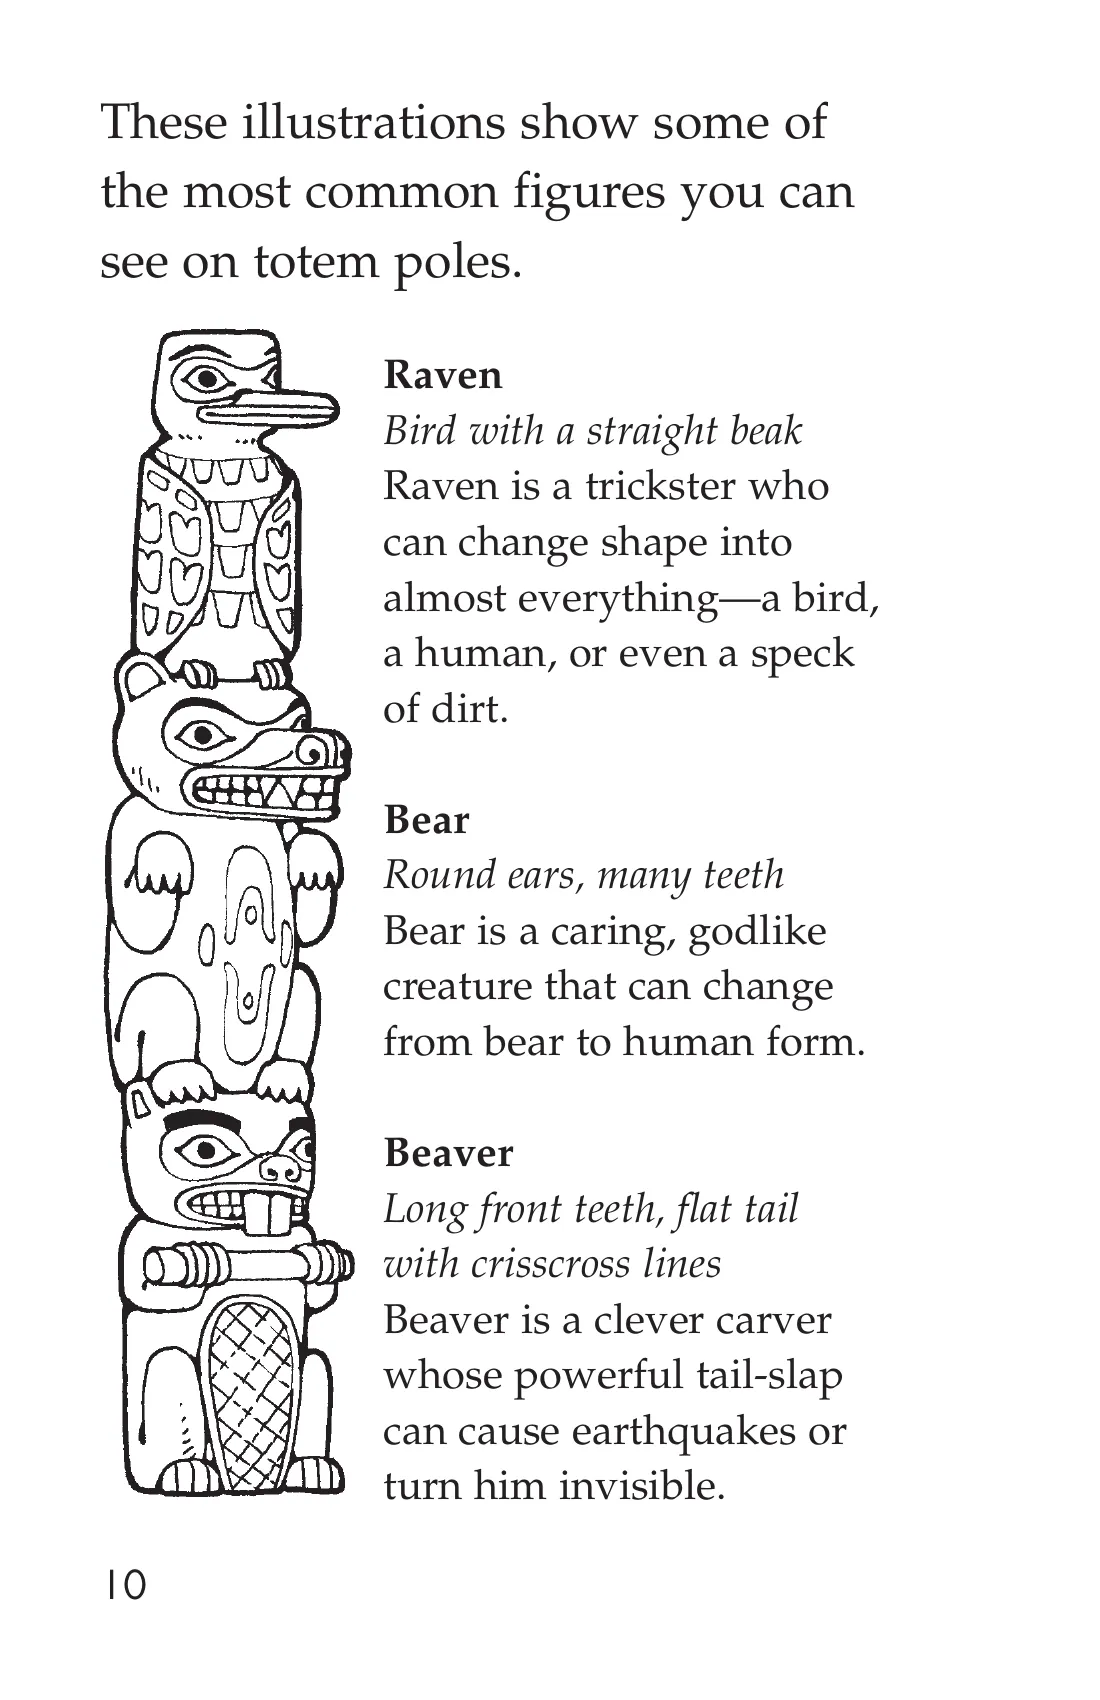 These illustrations show some of
the most common figures you can
see on totem poles.
Raven
Bird with a straight beak
Raven is a trickster who
can change shape into
almost everything—a bird,
a human, or even a speck
of dirt.
Bear
Round ears, many teeth
Bear is a caring, godlike
creature that can change
from bear to human form.
Beaver
Long front teeth, flat tail
with crisscross lines
Beaver is a clever carver
whose powerful tail-slap
can cause earthquakes or
turn him invisible.
10